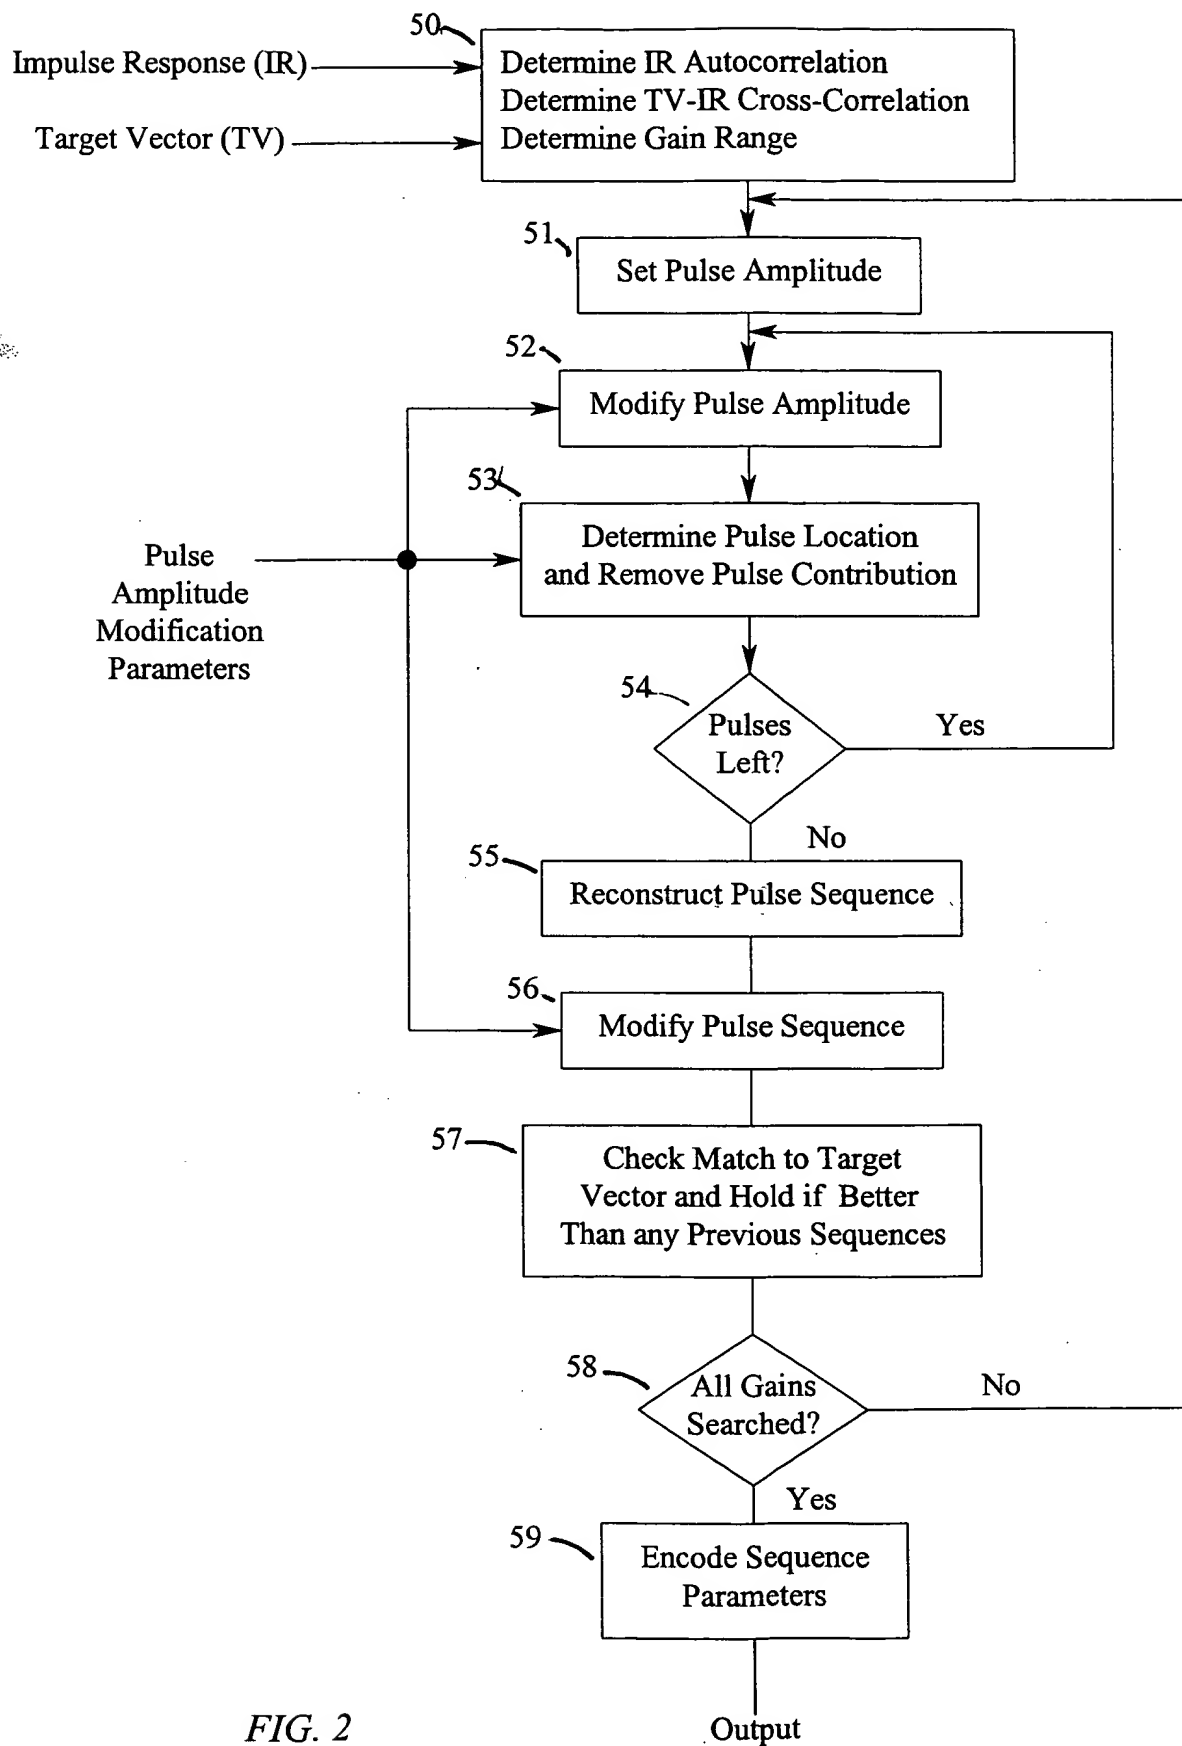 50
Impulse Response (IR)
Determine IR Autocorrelation
Determine TV-IR Cross-Correlation
Target Vector (TV)
Determine Gain Range
51
Set Pulse Amplitude
52
Modify Pulse Amplitude
53
Determine Pulse Location
and Remove Pulse Contribution
Pulse
Amplitude
Modification
Parameters
54
Pulses
Left?
Yes
No
55
Reconstruct Pulse Sequence
56
Modify Pulse Sequence
57
Check Match to Target
Vector and Hold if Better
Than any Previous Sequences
58
All Gains
Searched?
No
Yes
59
Encode Sequence
Parameters
FIG. 2
Output